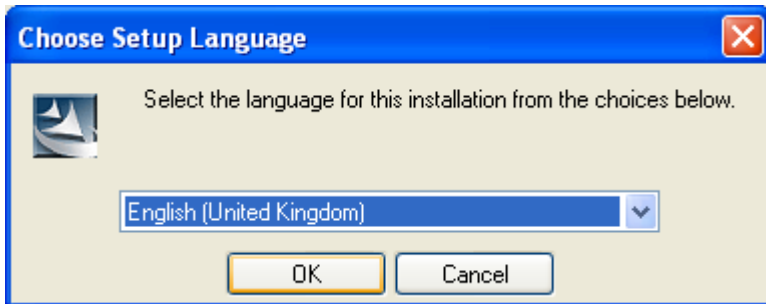 Choose Setup Language
Select the language for this installation from the choices below.
English (United Kingdom)
OK
Cancel